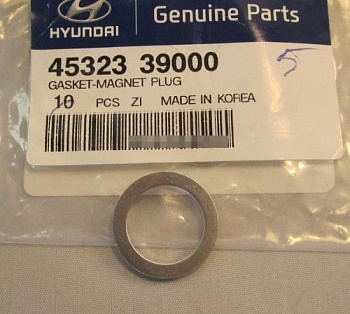 HYUNDAI
Genuine Parts
45323 39000
5
GASKET-MAGNET PLUG
10 PCS ZI MADE IN KOREA